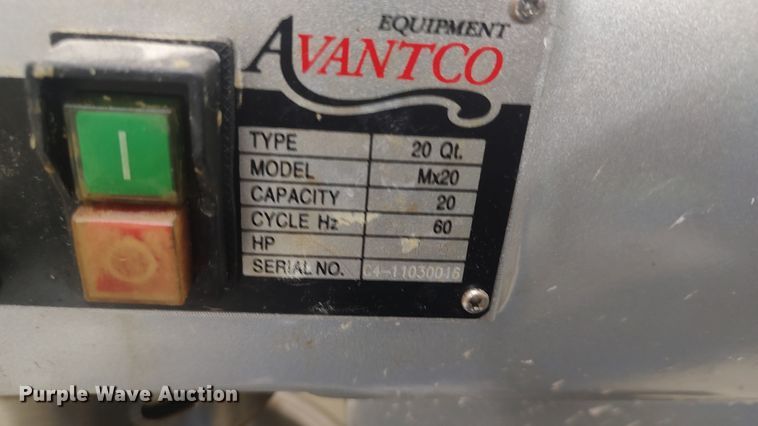 EQUIPMENT
AVANTCO
TYPE 20 Qt.
MODEL Mx20
CAPACITY 20
CYCLE Hz 60
HP
SERIAL NO. C4-11030016
I
O
Purple Wave Auction